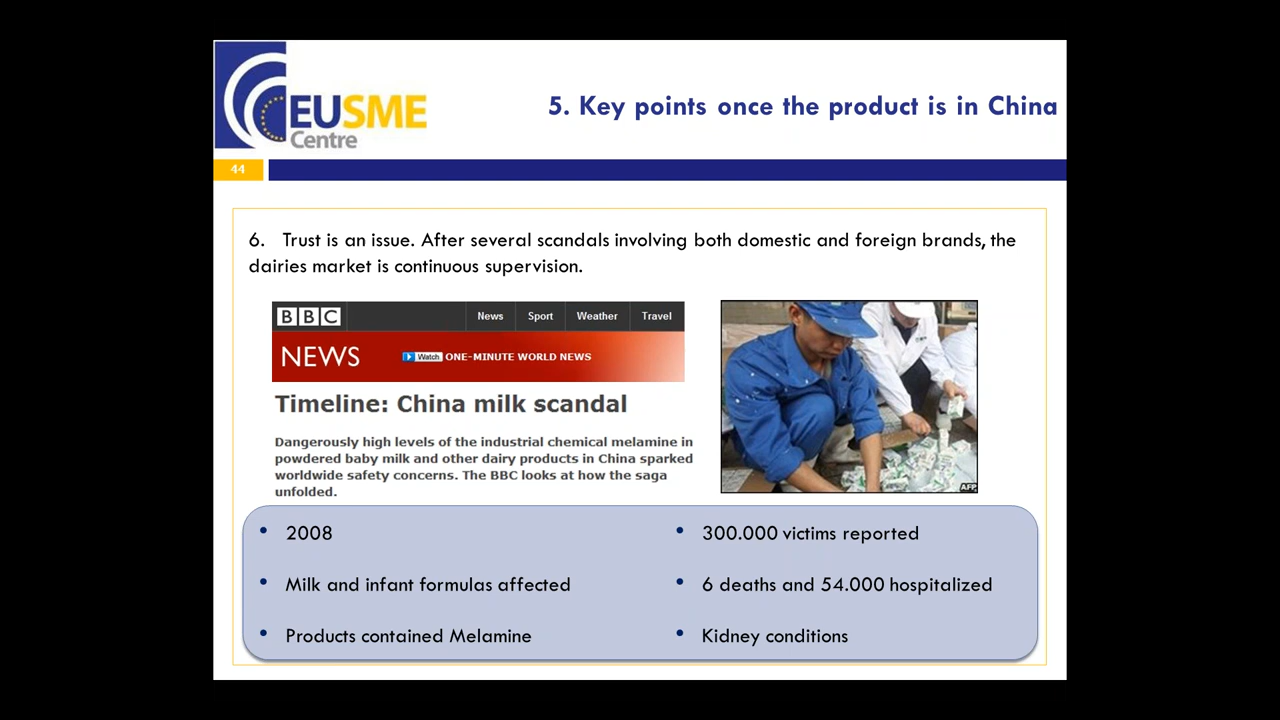 EUSME
Centre
5. Key points once the product is in China
44
6. Trust is an issue. After several scandals involving both domestic and foreign brands, the
dairies market is continuous supervision.
BBC
News
Sport
Weather
Travel
NEWS
Watch ONE-MINUTE WORLD NEWS
Timeline: China milk scandal
Dangerously high levels of the industrial chemical melamine in
powdered baby milk and other dairy products in China sparked
worldwide safety concerns. The BBC looks at how the saga
unfolded.
AFP
• 2008
• Milk and infant formulas affected
• Products contained Melamine
• 300.000 victims reported
• 6 deaths and 54.000 hospitalized
• Kidney conditions